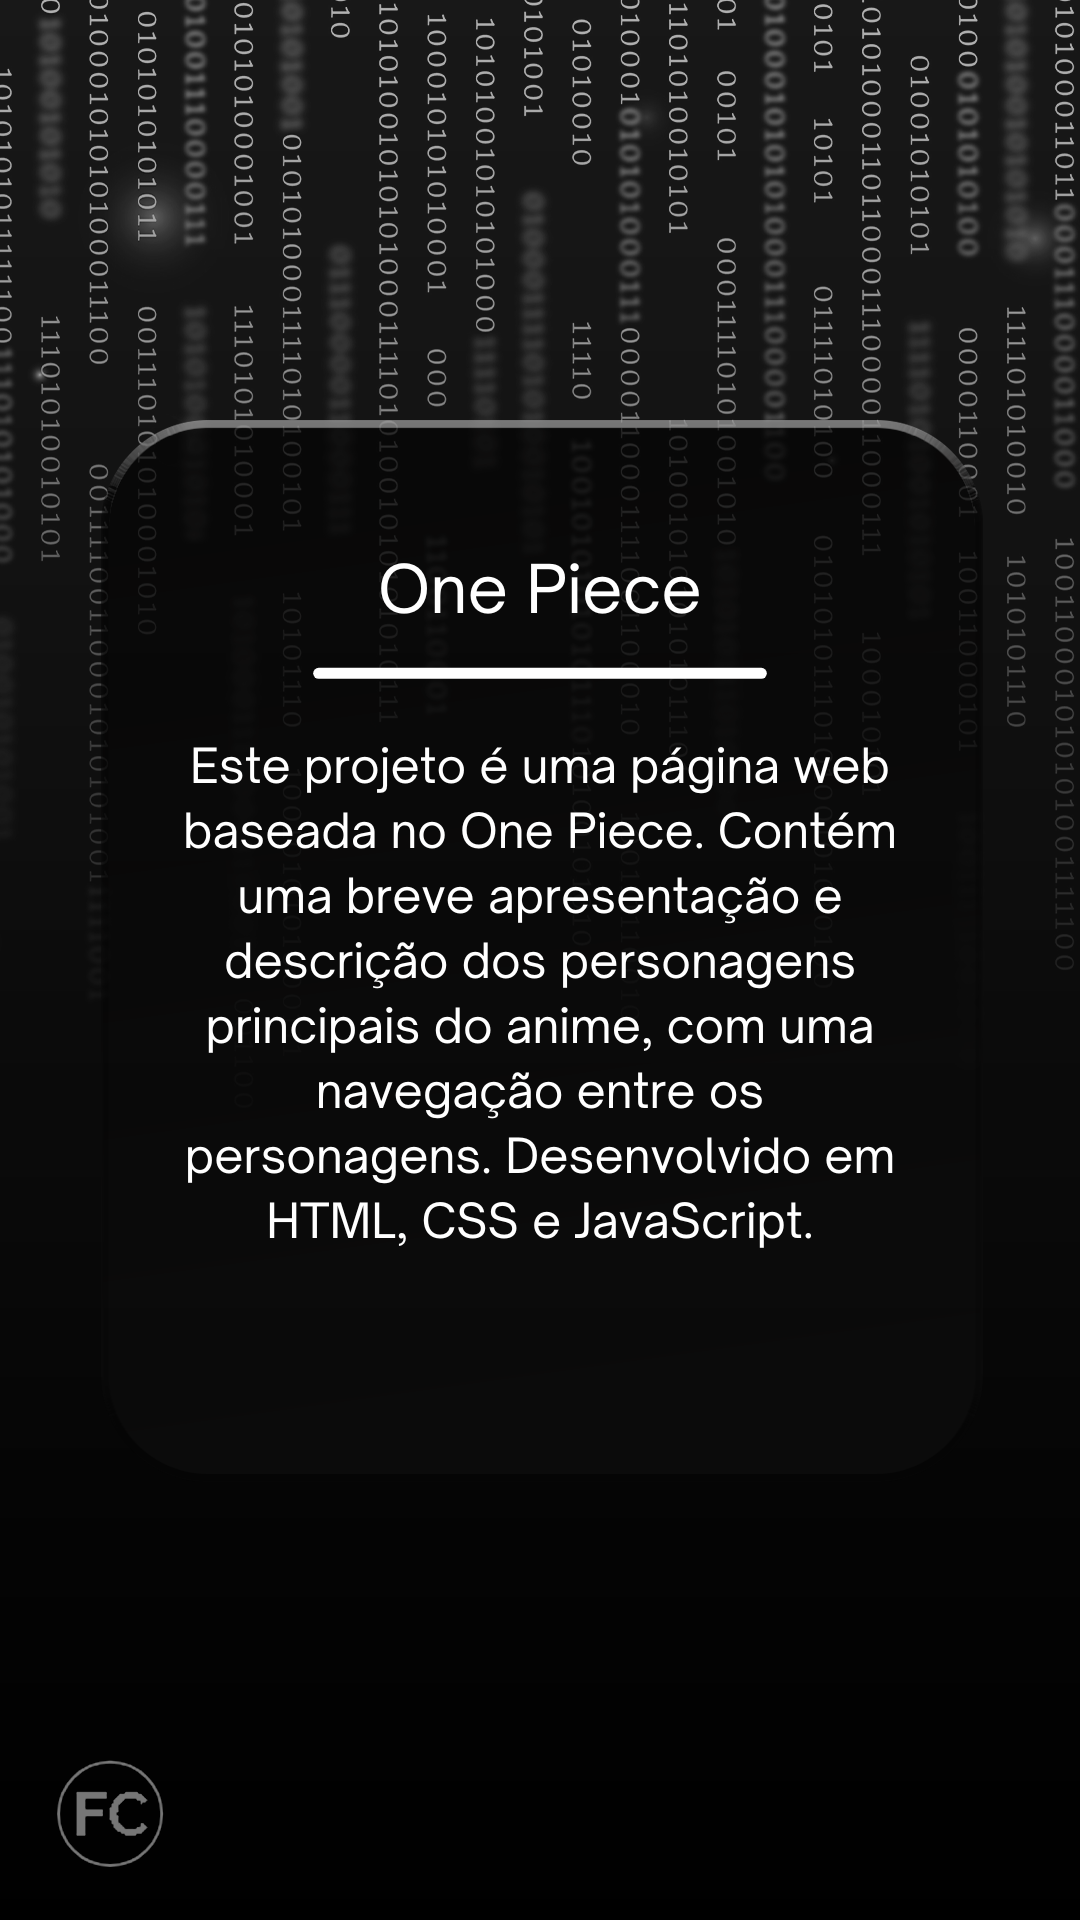 One Piece
Este projeto é uma página web
baseada no One Piece. Contém
uma breve apresentação e
descrição dos personagens
principais do anime, com uma
navegação entre os
personagens. Desenvolvido em
HTML, CSS e JavaScript.
FC